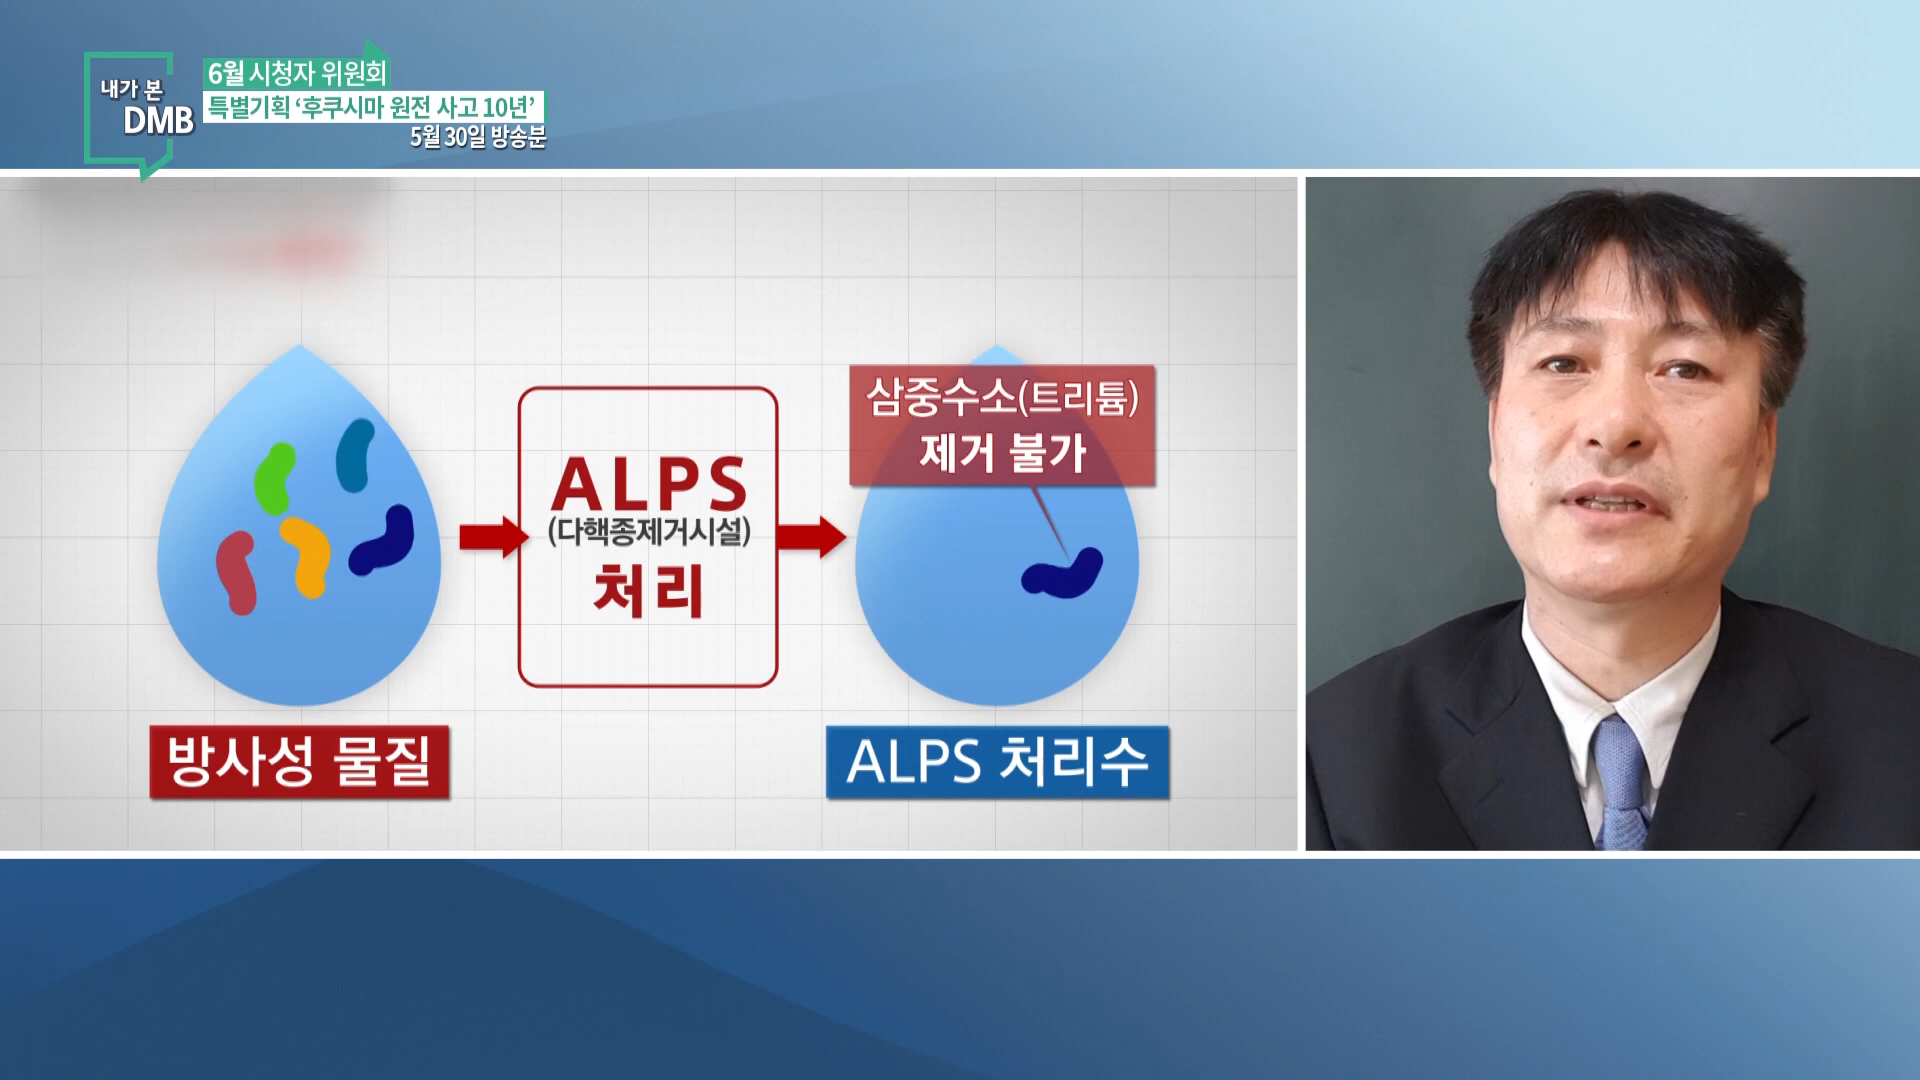 내가 본
DMB
6월 시청자 위원회
특별기획 ‘후쿠시마 원전 사고 10년’
5월 30일 방송분
ALPS
(다핵종제거시설)
처리
삼중수소(트리튬)
제거 불가
방사성 물질
ALPS 처리수